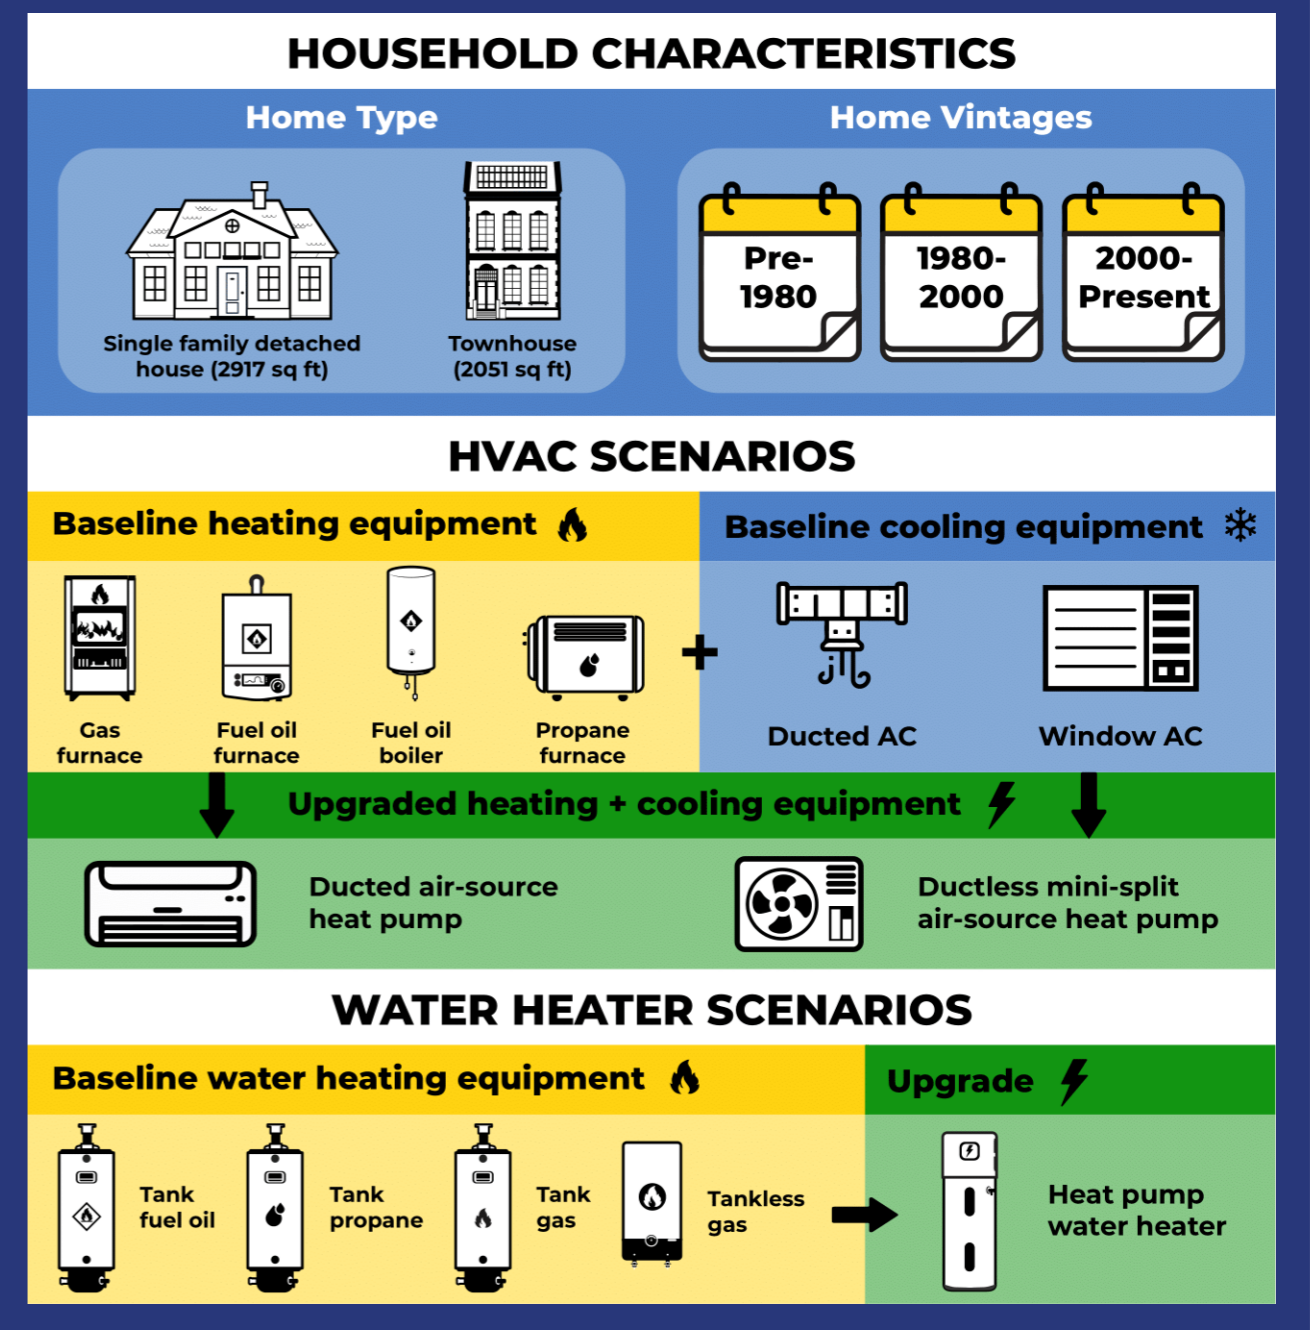 HOUSEHOLD CHARACTERISTICS
Home Type
Home Vintages
Single family detached
house (2917 sq ft)
Townhouse
(2051 sq ft)
Pre-
1980
1980-
2000
2000-
Present
HVAC SCENARIOS
Baseline heating equipment
Baseline cooling equipment
Gas
furnace
Fuel oil
furnace
Fuel oil
boiler
Propane
furnace
+
Ducted AC
Window AC
Upgraded heating + cooling equipment
Ducted air-source
heat pump
Ductless mini-split
air-source heat pump
WATER HEATER SCENARIOS
Baseline water heating equipment
Upgrade
Tank
fuel oil
Tank
propane
Tank
gas
Tankless
gas
Heat pump
water heater